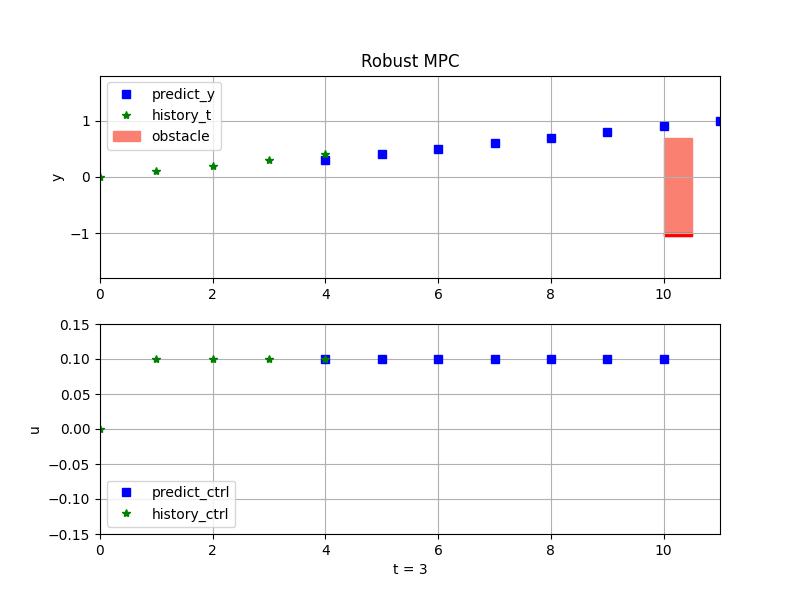 Robust MPC
predict_y
history_t
obstacle
y
1
0
−1
0 2 4 6 8 10
0.15
0.10
0.05
0.00
−0.05
−0.10
−0.15
u
predict_ctrl
history_ctrl
0 2 4 6 8 10
t = 3